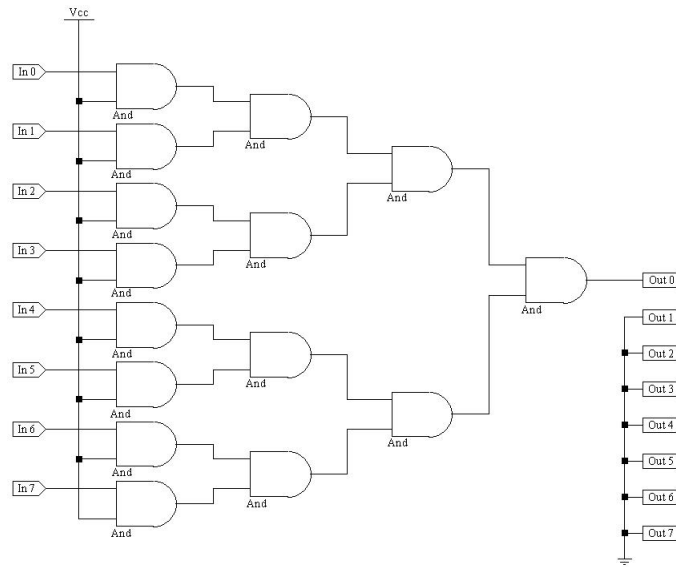 Vcc
In 0
And
In 1
And
And
In 2
And
And
In 3
And
And
In 4
And
Out 0
Out 1
And
Out 2
In 5
And
And
Out 3
In 6
And
Out 4
And
Out 5
In 7
And
Out 6
And
Out 7